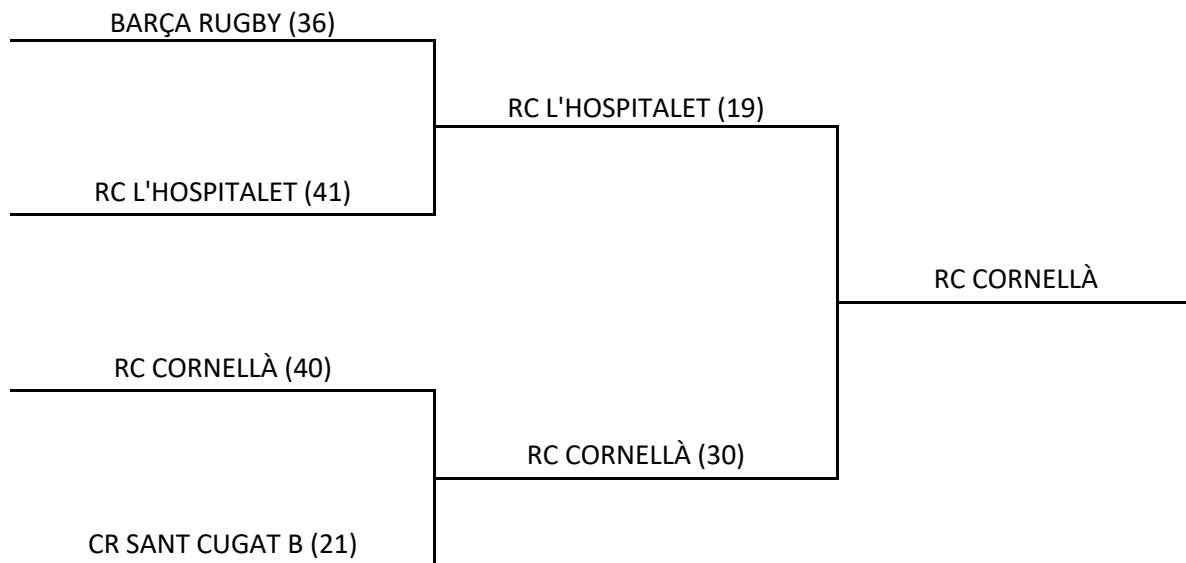 BARÇA RUGBY (36)
RC L'HOSPITALET (19)
RC L'HOSPITALET (41)
RC CORNELLÀ
RC CORNELLÀ (40)
RC CORNELLÀ (30)
CR SANT CUGAT B (21)